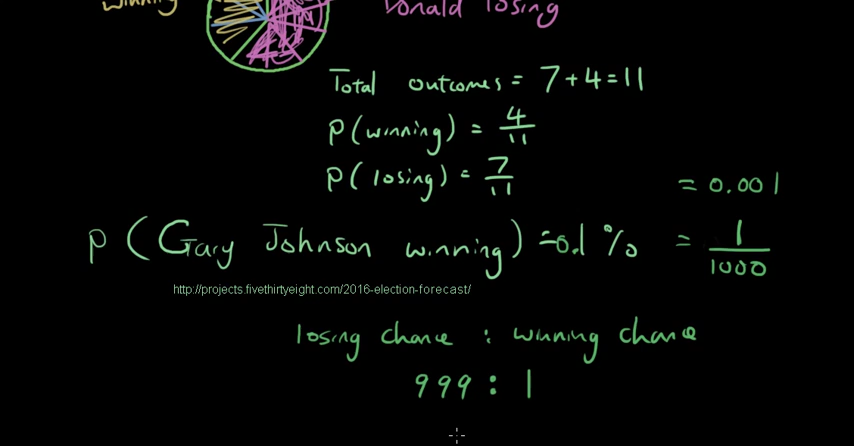 winning Donald losing
Total outcomes = 7+4=11
P(winning) = 4/11
P(losing) = 7/11
= 0.001
P(Gary Johnson winning) = 0.1 % = 1/1000
http://projects.fivethirtyeight.com/2016-election-forecast/
losing chance : winning chance
999 : 1